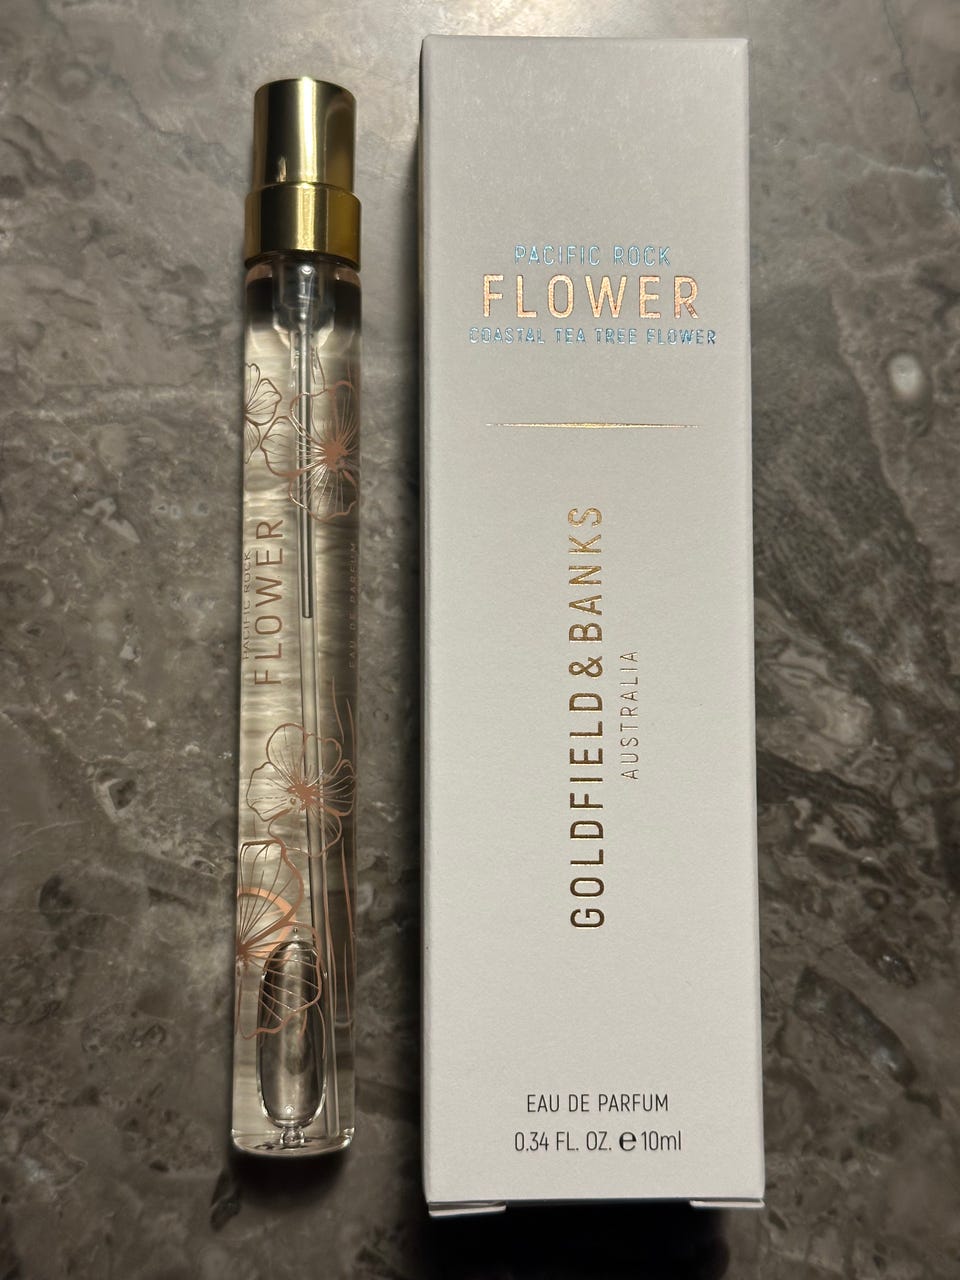 PACIFIC ROCK
FLOWER
EAU DE PARFUM
PACIFIC ROCK
FLOWER
COASTAL TEA TREE FLOWER
GOLDFIELD & BANKS
AUSTRALIA
EAU DE PARFUM
0.34 FL. OZ. ℮ 10ml